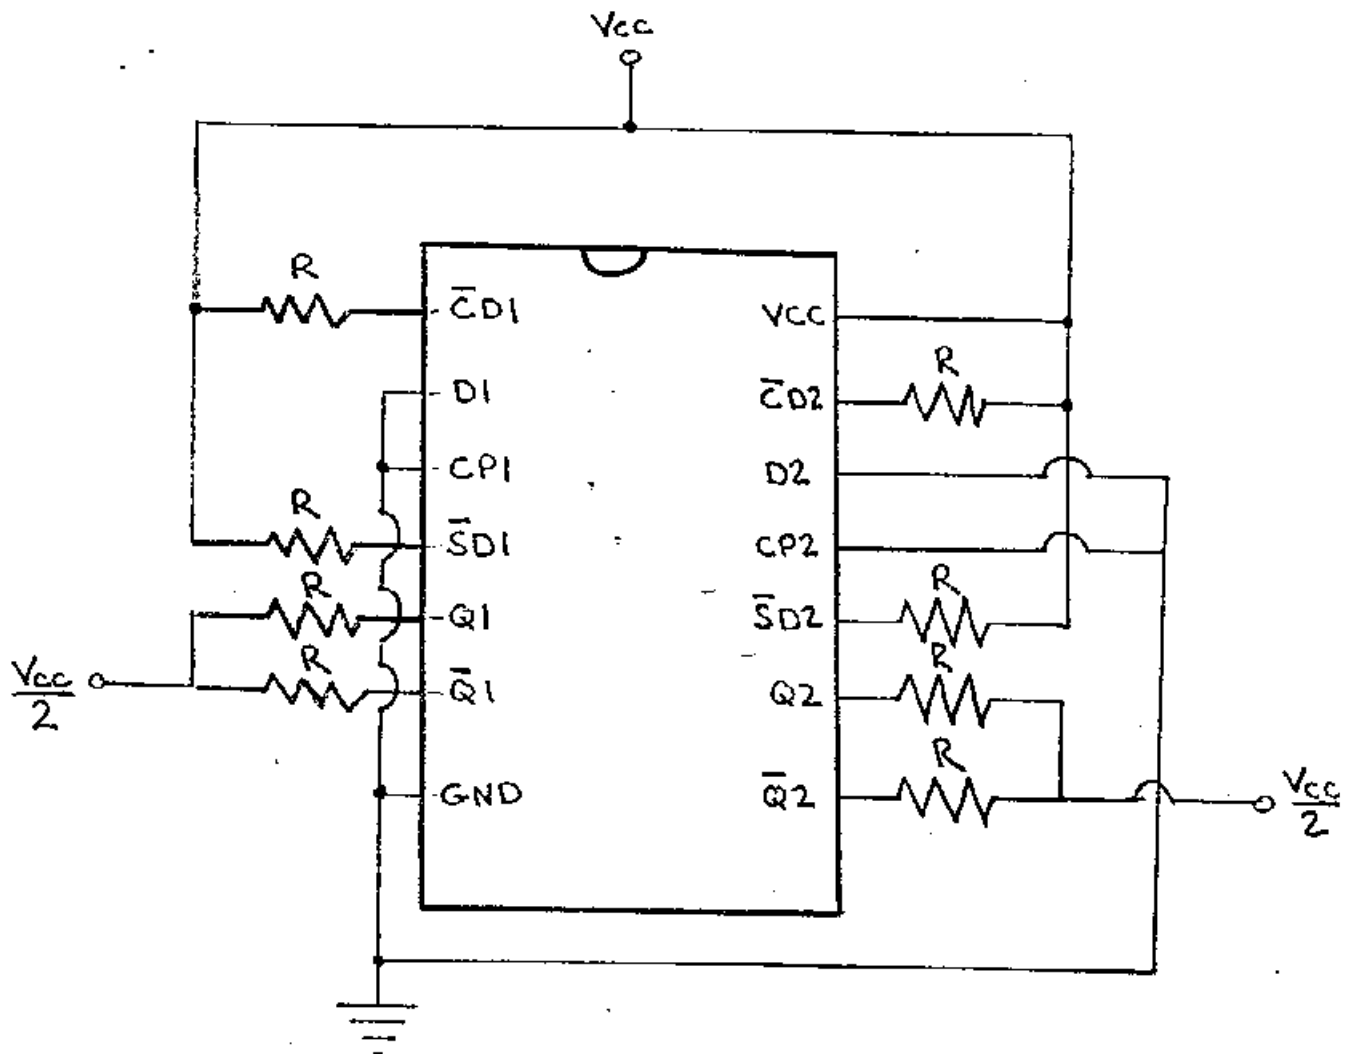 Vcc
R
C̅D1
D1
CP1
R
S̅D1
R
Q1
R
Q̅1
GND
Vcc/2
VCC
R
C̅D2
D2
CP2
R
S̅D2
R
Q2
R
Q̅2
Vcc/2